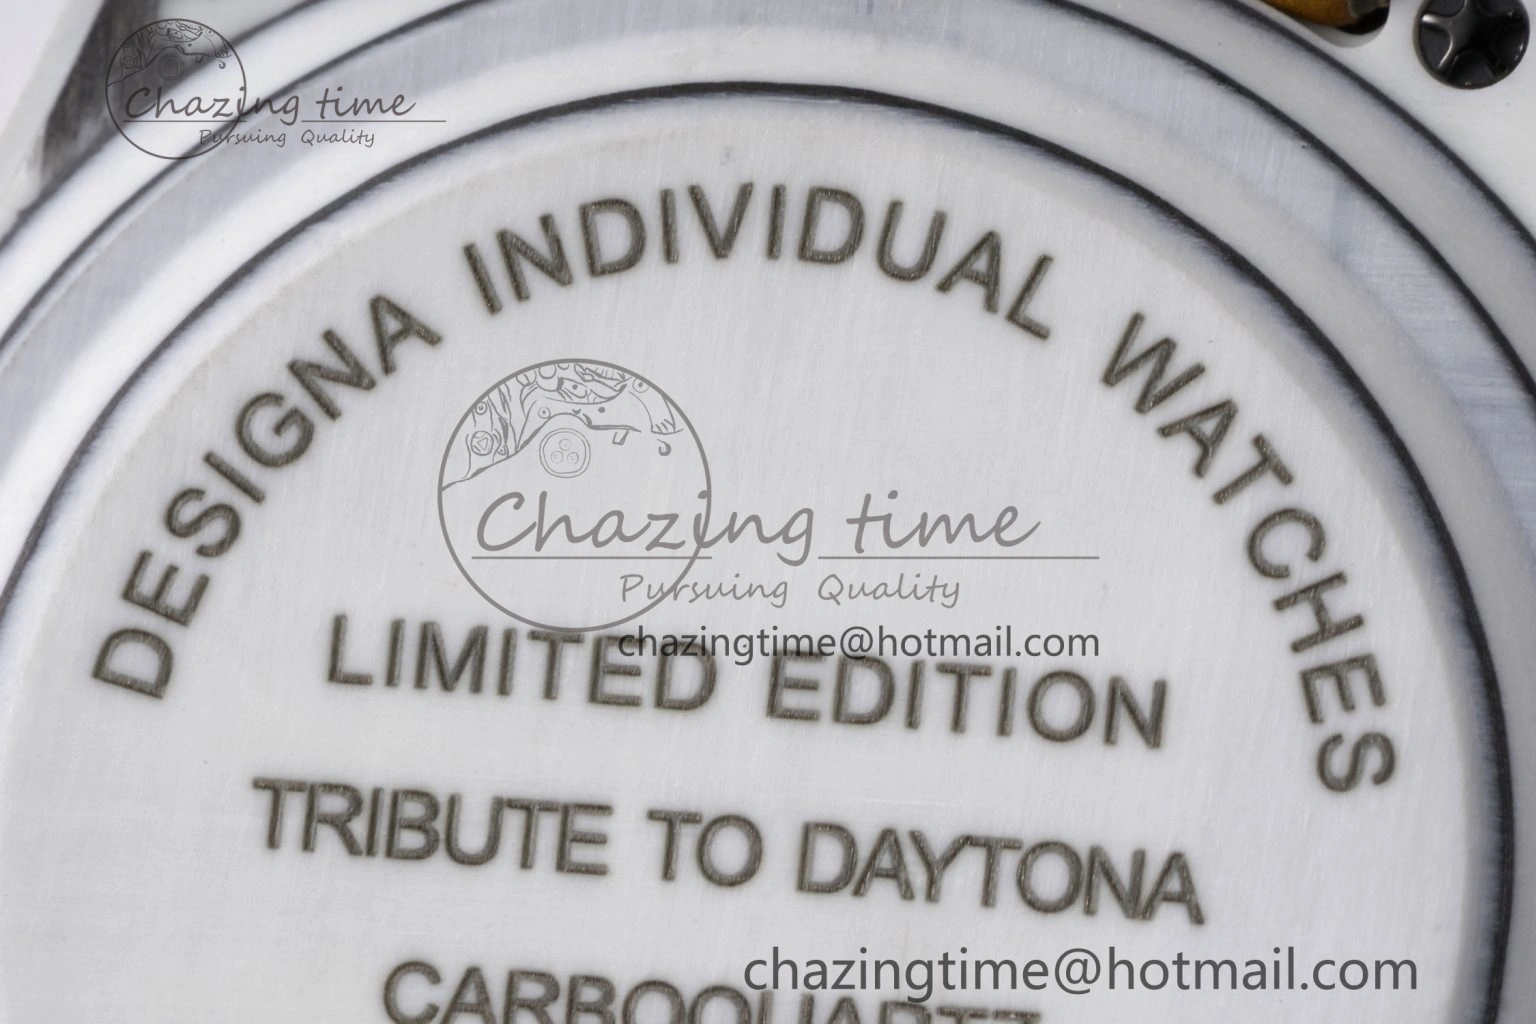 Chazing time
Pursuing Quality
DESIGNA INDIVIDUAL WATCHES
Chazing time
Pursuing Quality
chazingtime@hotmail.com
LIMITED EDITION
TRIBUTE TO DAYTONA
chazingtime@hotmail.com
CARBOQUARTZ